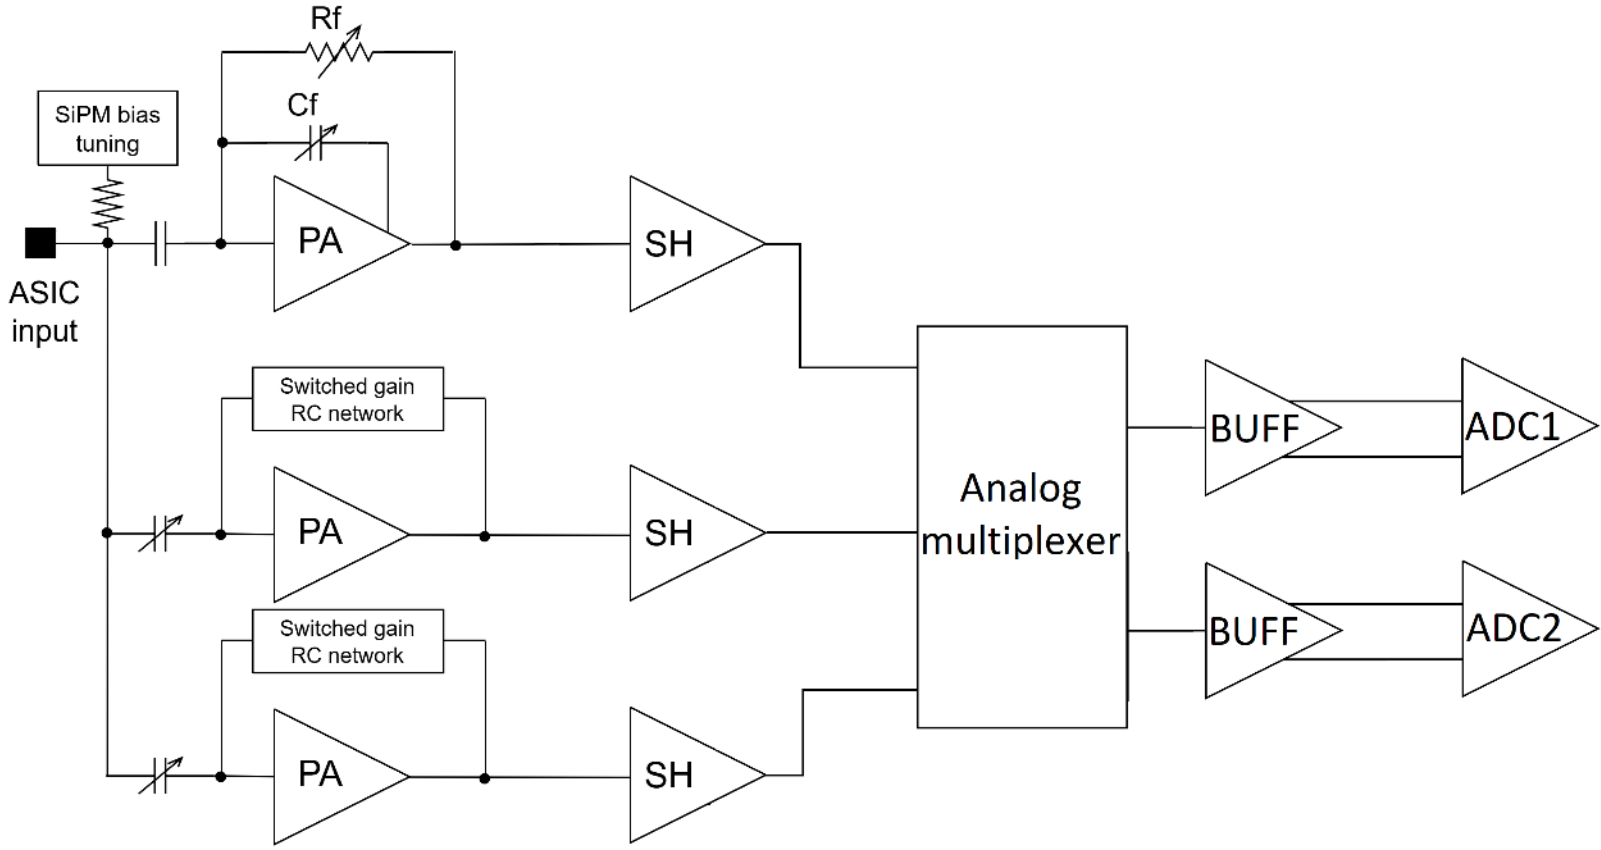 Rf
SiPM bias
tuning
Cf
PA
SH
ASIC
input
Switched gain
RC network
PA
SH
Analog
multiplexer
BUFF
ADC1
BUFF
ADC2
Switched gain
RC network
PA
SH